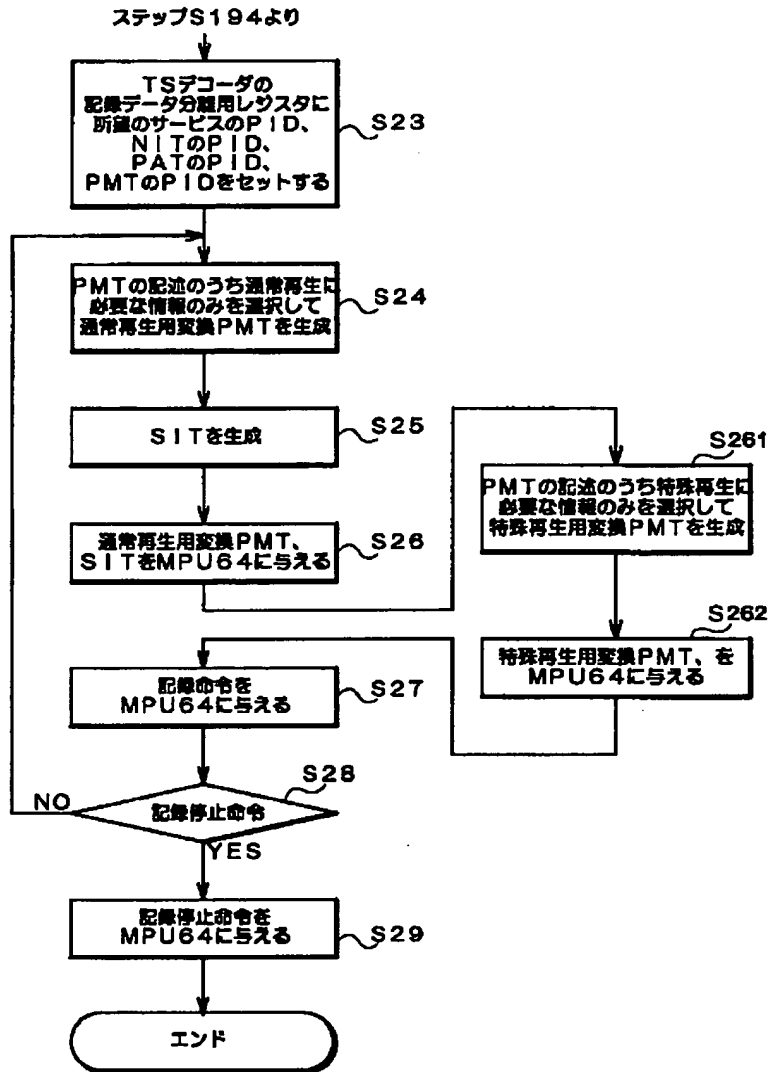 ステップS194より
TSデコーダの
記録データ分離用レジスタに
所望のサービスのPID、
NITのPID、
PATのPID、
PMTのPIDをセットする
S23
PMTの記述のうち通常再生に
必要な情報のみを選択して
通常再生用変換PMTを生成
S24
SITを生成
S25
通常再生用変換PMT、
SITをMPU64に与える
S26
S261
PMTの記述のうち特殊再生に
必要な情報のみを選択して
特殊再生用変換PMTを生成
S262
特殊再生用変換PMT、を
MPU64に与える
記録命令を
MPU64に与える
S27
S28
記録停止命令
NO
YES
記録停止命令を
MPU64に与える
S29
エンド